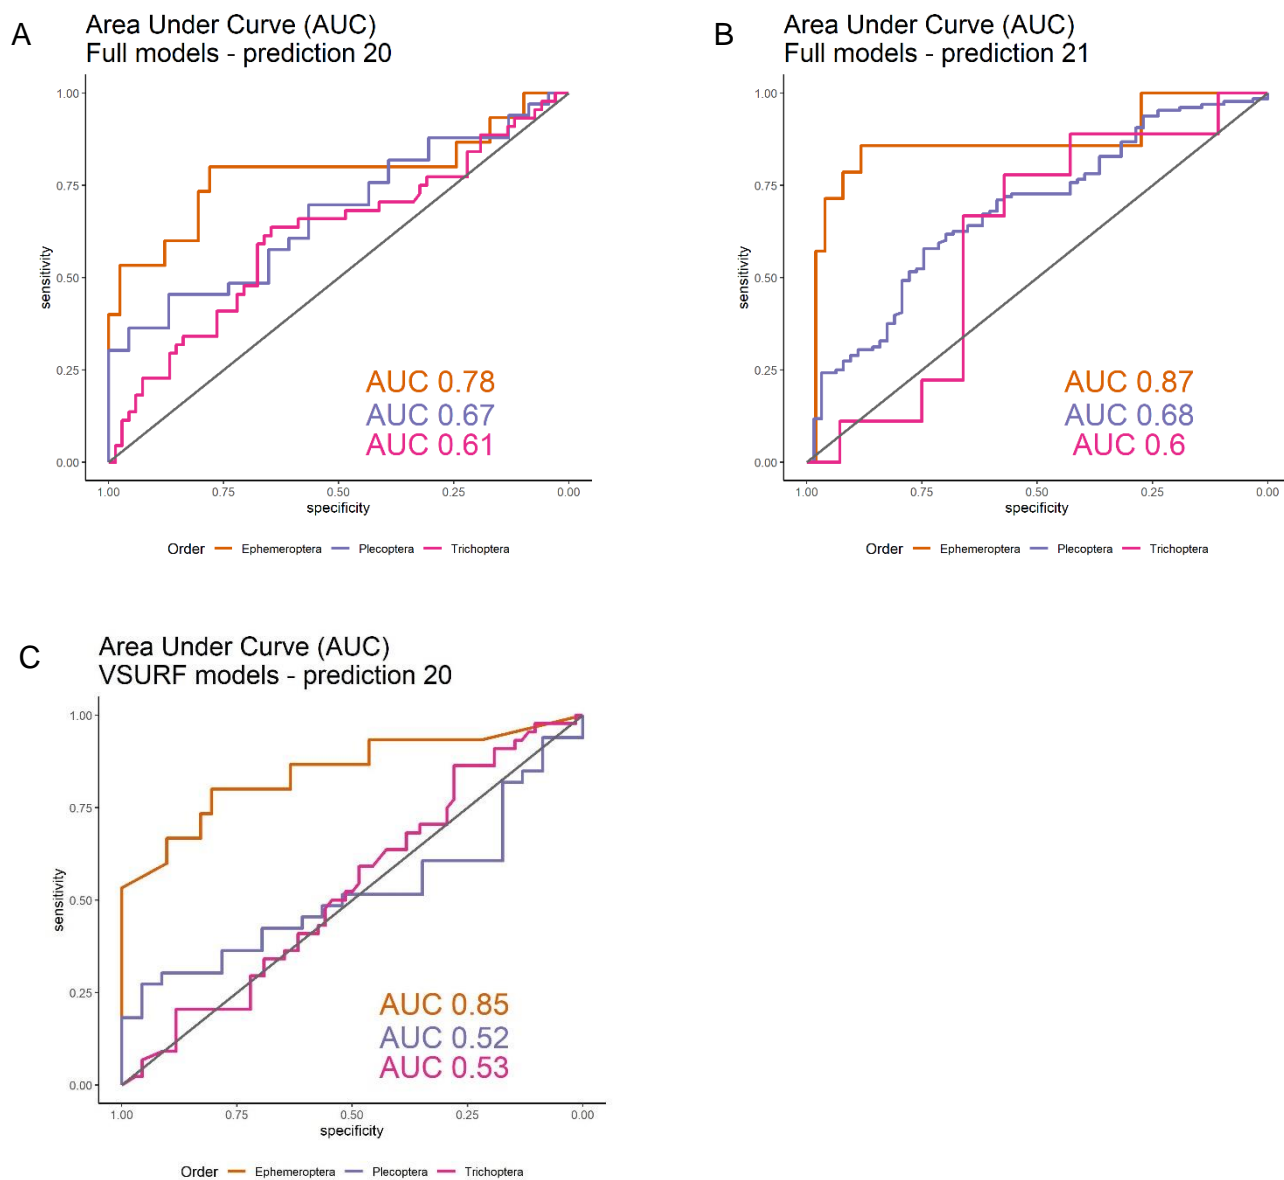 A
Area Under Curve (AUC)
Full models - prediction 20
1.00
0.75
0.50
0.25
0.00
sensitivity
AUC 0.78
AUC 0.67
AUC 0.61
1.00 0.75 0.50 0.25 0.00
specificity
Order Ephemeroptera Plecoptera Trichoptera
B
Area Under Curve (AUC)
Full models - prediction 21
1.00
0.75
0.50
0.25
0.00
sensitivity
AUC 0.87
AUC 0.68
AUC 0.6
1.00 0.75 0.50 0.25 0.00
specificity
Order Ephemeroptera Plecoptera Trichoptera
C
Area Under Curve (AUC)
VSURF models - prediction 20
1.00
0.75
0.50
0.25
0.00
sensitivity
AUC 0.85
AUC 0.52
AUC 0.53
1.00 0.75 0.50 0.25 0.00
specificity
Order Ephemeroptera Plecoptera Trichoptera